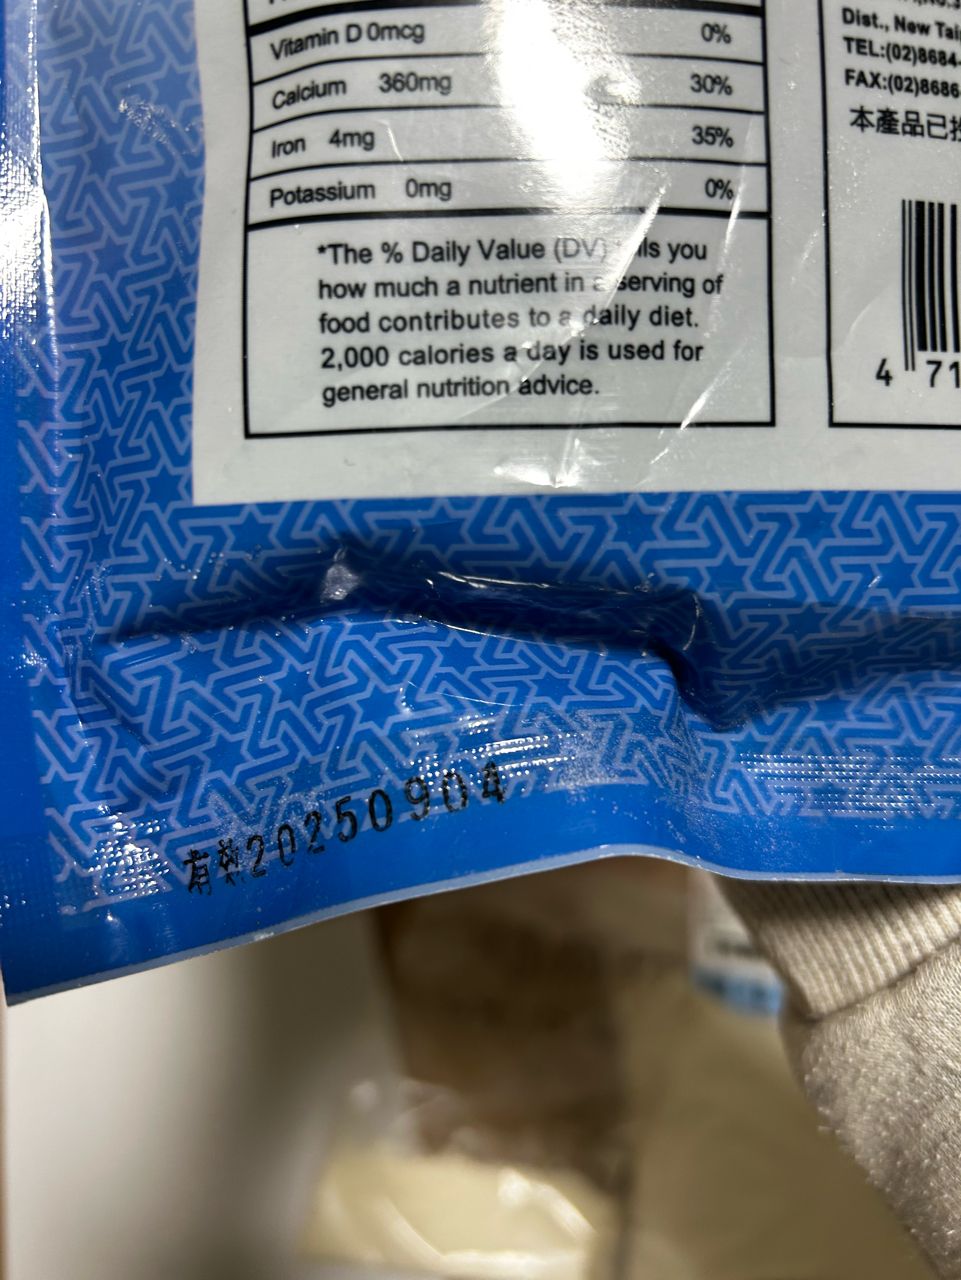 Vitamin D 0mcg 0%
Calcium 360mg 30%
Iron 4mg 35%
Potassium 0mg 0%
*The % Daily Value (DV) ils you
how much a nutrient in a serving of
food contributes to a daily diet.
2,000 calories a day is used for
general nutrition advice.
Dist., New Tai
TEL:(02)8684-
FAX:(02)8686
本產品已投
4 71
有效20250904